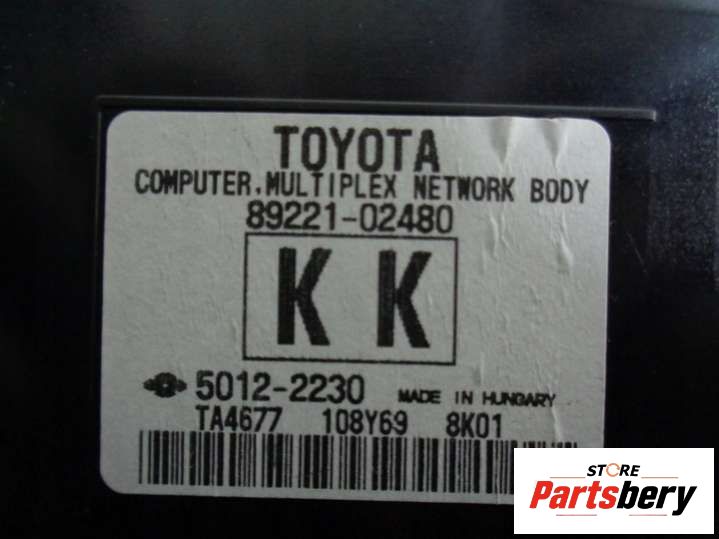 TOYOTA
COMPUTER, MULTIPLEX NETWORK BODY
89221-02480
K K
5012-2230 MADE IN HUNGARY
TA4677 108Y69 8K01
STORE
Partsbery